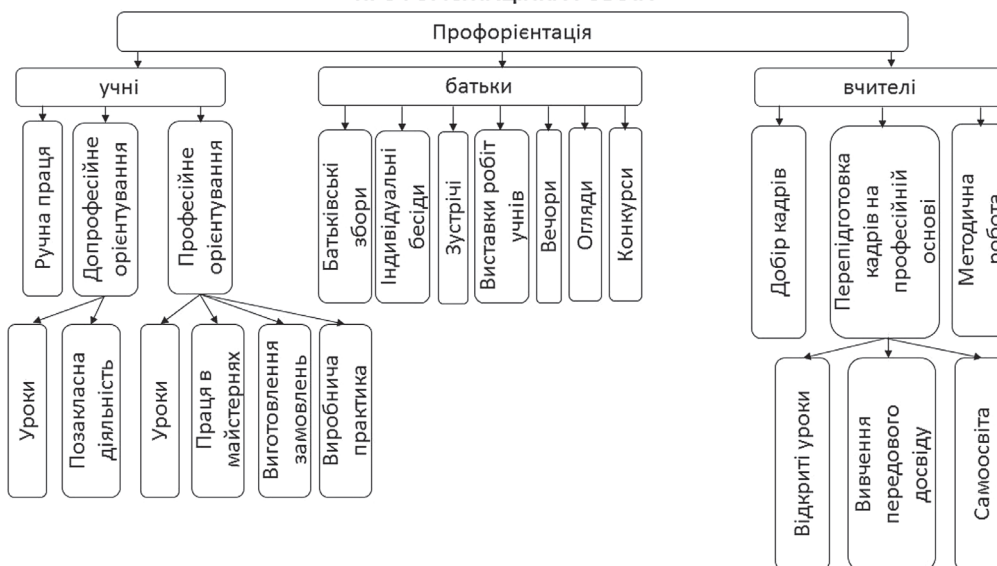 Профорієнтація
учні
батьки
вчителі
Ручна праця
Допрофесійне
орієнтування
Професійне
орієнтування
Батьківські
збори
Індивідуальні
бесіди
Зустрічі
Виставки робіт
учнів
Вечори
Огляди
Конкурси
Добір кадрів
Перепідготовка
кадрів на
професійній
основі
Методична
робота
Уроки
Позакласна
діяльність
Уроки
Праця в
майстернях
Виготовлення
замовлень
Виробнича
практика
Відкриті уроки
Вивчення
передового
досвіду
Самоосвіта